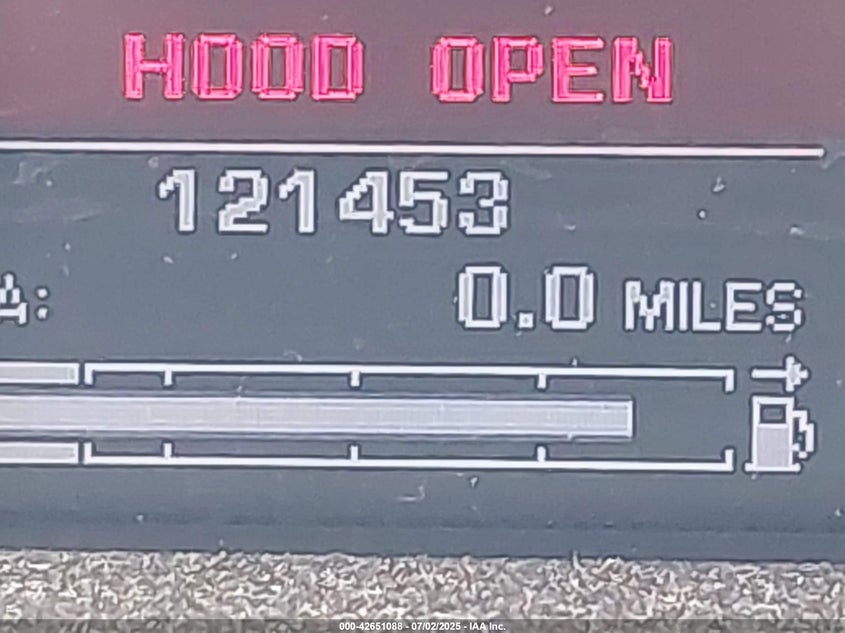 HOOD OPEN
121453
A: 0.0 MILES
000-42651088 - 07/02/2025 - IAA Inc.